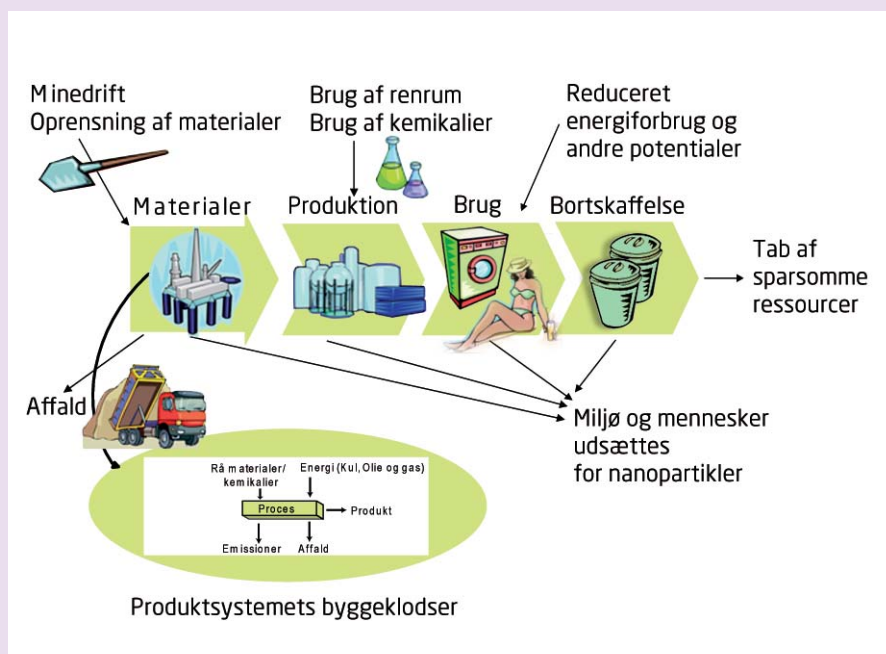 Minedrift
Oprensning af materialer
Brug af renrum
Brug af kemikalier
Reduceret
energiforbrug og
andre potentialer
Materialer
Produktion
Brug
Bortskaffelse
Tab af
sparsomme
ressourcer
Affald
Miljø og mennesker
udsættes
for nanopartikler
Rå materialer/
kemikalier
Energi (Kul, Olie og gas)
Proces
Produkt
Emissioner
Affald
Produktsystemets byggeklodser